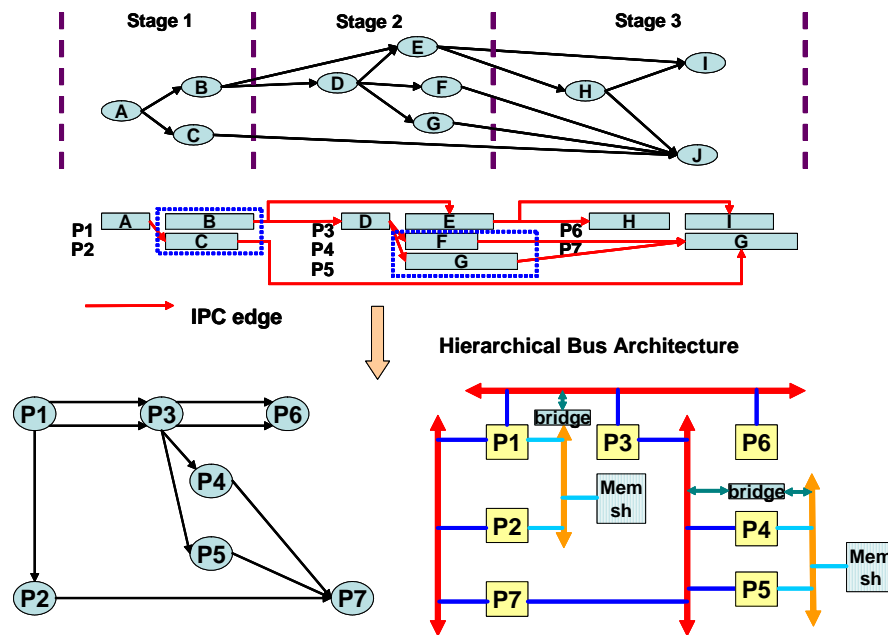 Stage 1 Stage 2 Stage 3
E
I
B
D
F
H
A
G
C
J
A B D E H I
P1 P3 P6
C F G
P2 P4 P7
G
P5
IPC edge
Hierarchical Bus Architecture
P1 P3 P6
P4
P5
P2 P7
bridge
P1 P3 P6
Mem
sh
bridge
P2 P4
Mem
sh
P7 P5